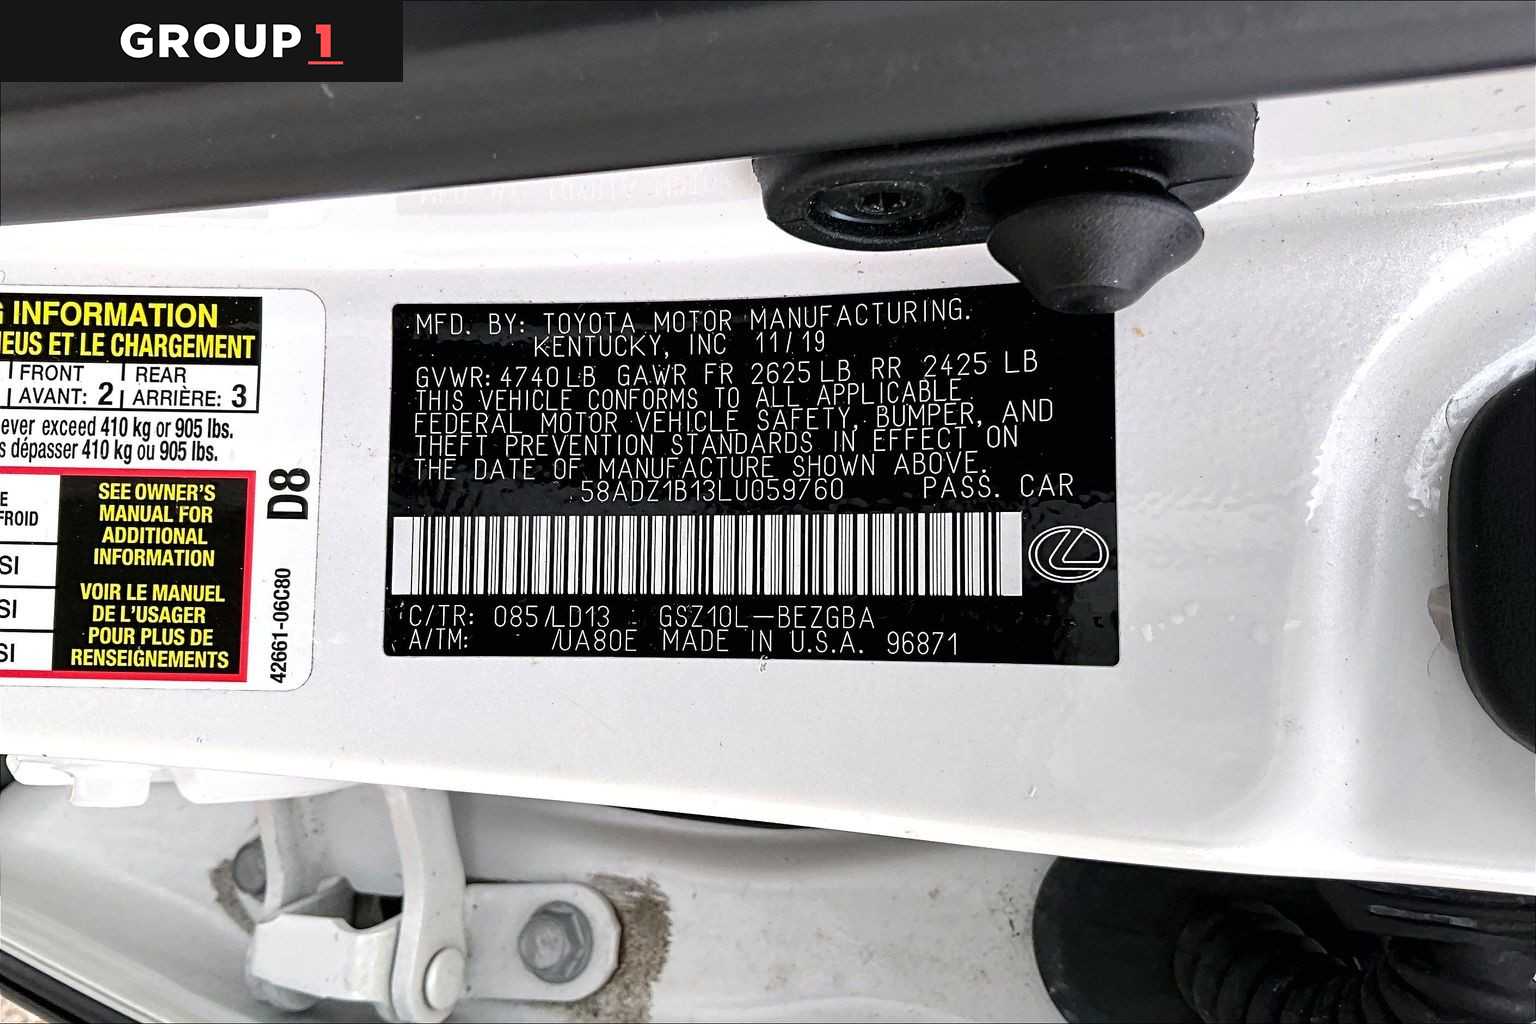 GROUP 1
INFORMATION
NEUS ET LE CHARGEMENT
FRONT | REAR
AVANT: 2 | ARRIÈRE: 3
ever exceed 410 kg or 905 lbs.
dépasser 410 kg ou 905 lbs.
FROID
SI
SI
SI
SEE OWNER'S
MANUAL FOR
ADDITIONAL
INFORMATION
VOIR LE MANUEL
DE L'USAGER
POUR PLUS DE
RENSEIGNEMENTS
D8
42661-06C80
MFD. BY: TOYOTA MOTOR MANUFACTURING.
KENTUCKY, INC 11/19
GVWR: 4740LB GAWR FR 2625LB RR 2425 LB
THIS VEHICLE CONFORMS TO ALL APPLICABLE
FEDERAL MOTOR VEHICLE SAFETY, BUMPER, AND
THEFT PREVENTION STANDARDS IN EFFECT ON
THE DATE OF MANUFACTURE SHOWN ABOVE.
58ADZ1B13LU059760 PASS. CAR
C/TR: 085/LD13 GSZ10L-BEZGBA
A/TM: /UA80E MADE IN U.S.A. 96871